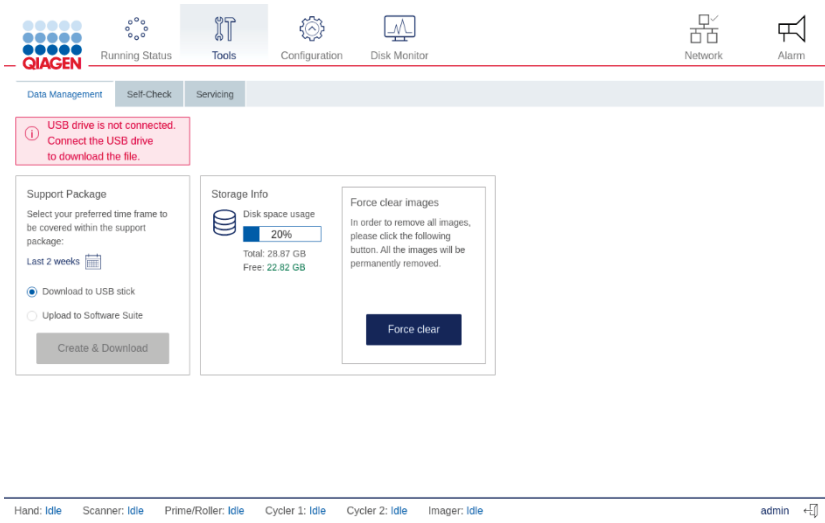 QIAGEN
Running Status
Tools
Configuration
Disk Monitor
Network
Alarm
Data Management
Self-Check
Servicing
USB drive is not connected.
Connect the USB drive
to download the file.
Support Package
Select your preferred time frame to
be covered within the support
package:
Last 2 weeks
Download to USB stick
Upload to Software Suite
Create & Download
Storage Info
Disk space usage
20%
Total: 28.87 GB
Free: 22.82 GB
Force clear images
In order to remove all images,
please click the following
button. All the images will be
permanently removed.
Force clear
Hand: Idle Scanner: Idle Prime/Roller: Idle Cycler 1: Idle Cycler 2: Idle Imager: Idle admin